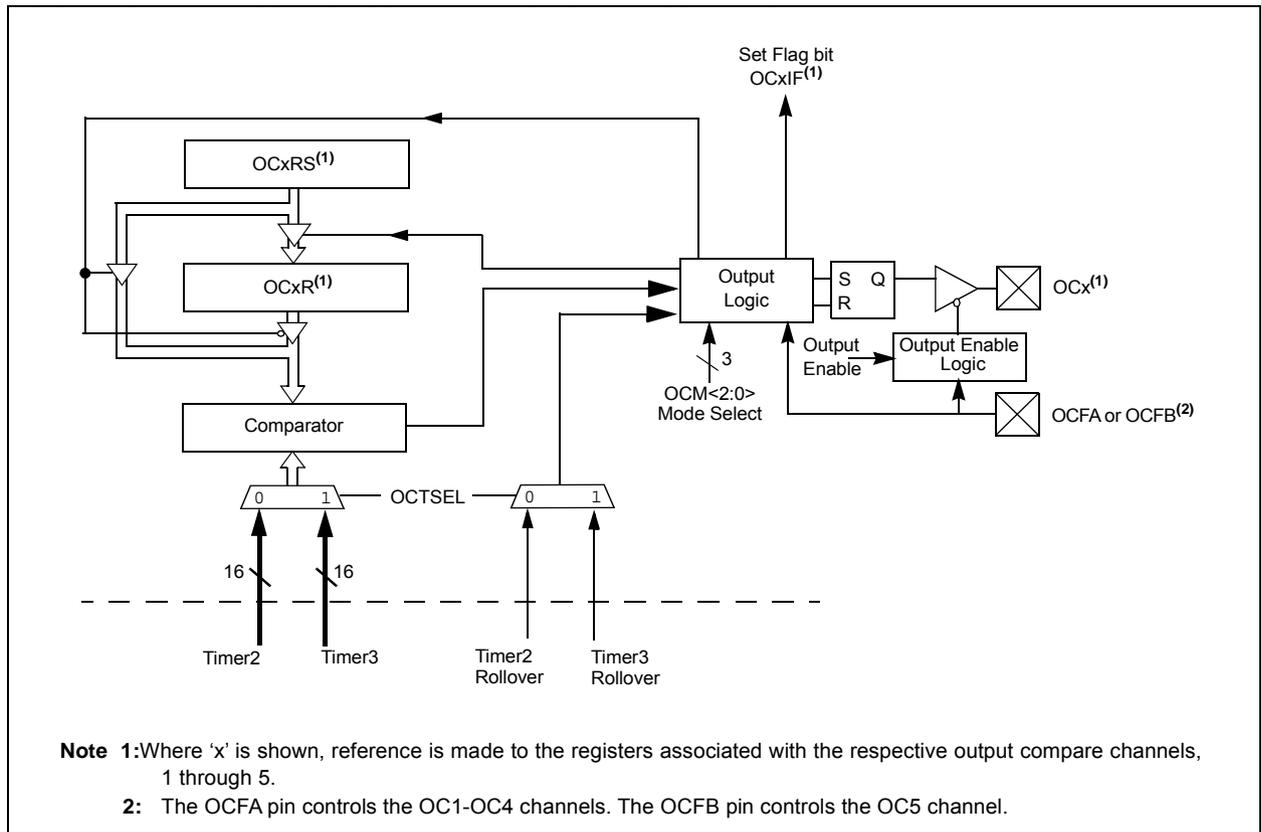 Set Flag bit
OCxIF(1)
OCxRS(1)
OCxR(1)
Output
Logic
S Q
R
OCx(1)
Output
Enable
Output Enable
Logic
3
OCM<2:0>
Mode Select
OCFA or OCFB(2)
Comparator
0 1
OCTSEL
0 1
16
16
Timer2
Timer3
Timer2
Rollover
Timer3
Rollover
Note 1:Where ‘x’ is shown, reference is made to the registers associated with the respective output compare channels,
1 through 5.
2: The OCFA pin controls the OC1-OC4 channels. The OCFB pin controls the OC5 channel.